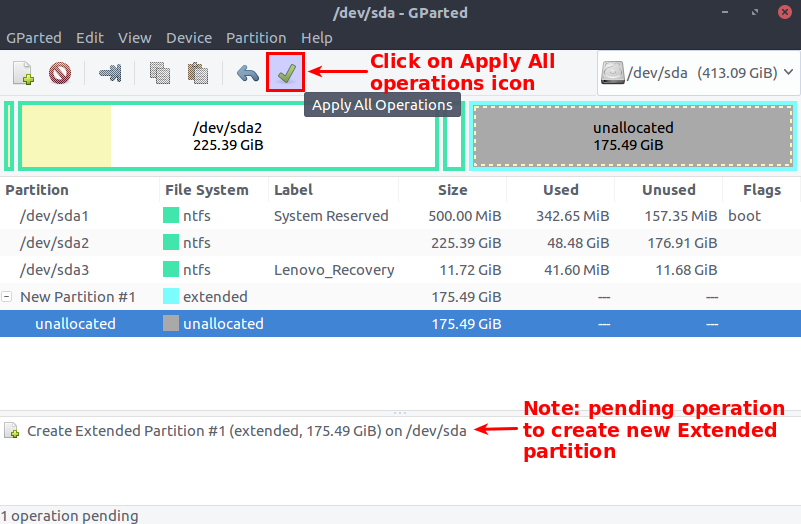 /dev/sda - GParted
GParted Edit View Device Partition Help
Click on Apply All
operations icon
/dev/sda (413.09 GiB)
Apply All Operations
/dev/sda2
225.39 GiB
unallocated
175.49 GiB
Partition File System Label Size Used Unused Flags
/dev/sda1 ntfs System Reserved 500.00 MiB 342.65 MiB 157.35 MiB boot
/dev/sda2 ntfs 225.39 GiB 48.48 GiB 176.91 GiB
/dev/sda3 ntfs Lenovo_Recovery 11.72 GiB 41.60 MiB 11.68 GiB
New Partition #1 extended 175.49 GiB --- ---
unallocated unallocated 175.49 GiB --- ---
Create Extended Partition #1 (extended, 175.49 GiB) on /dev/sda
Note: pending operation
to create new Extended
partition
1 operation pending